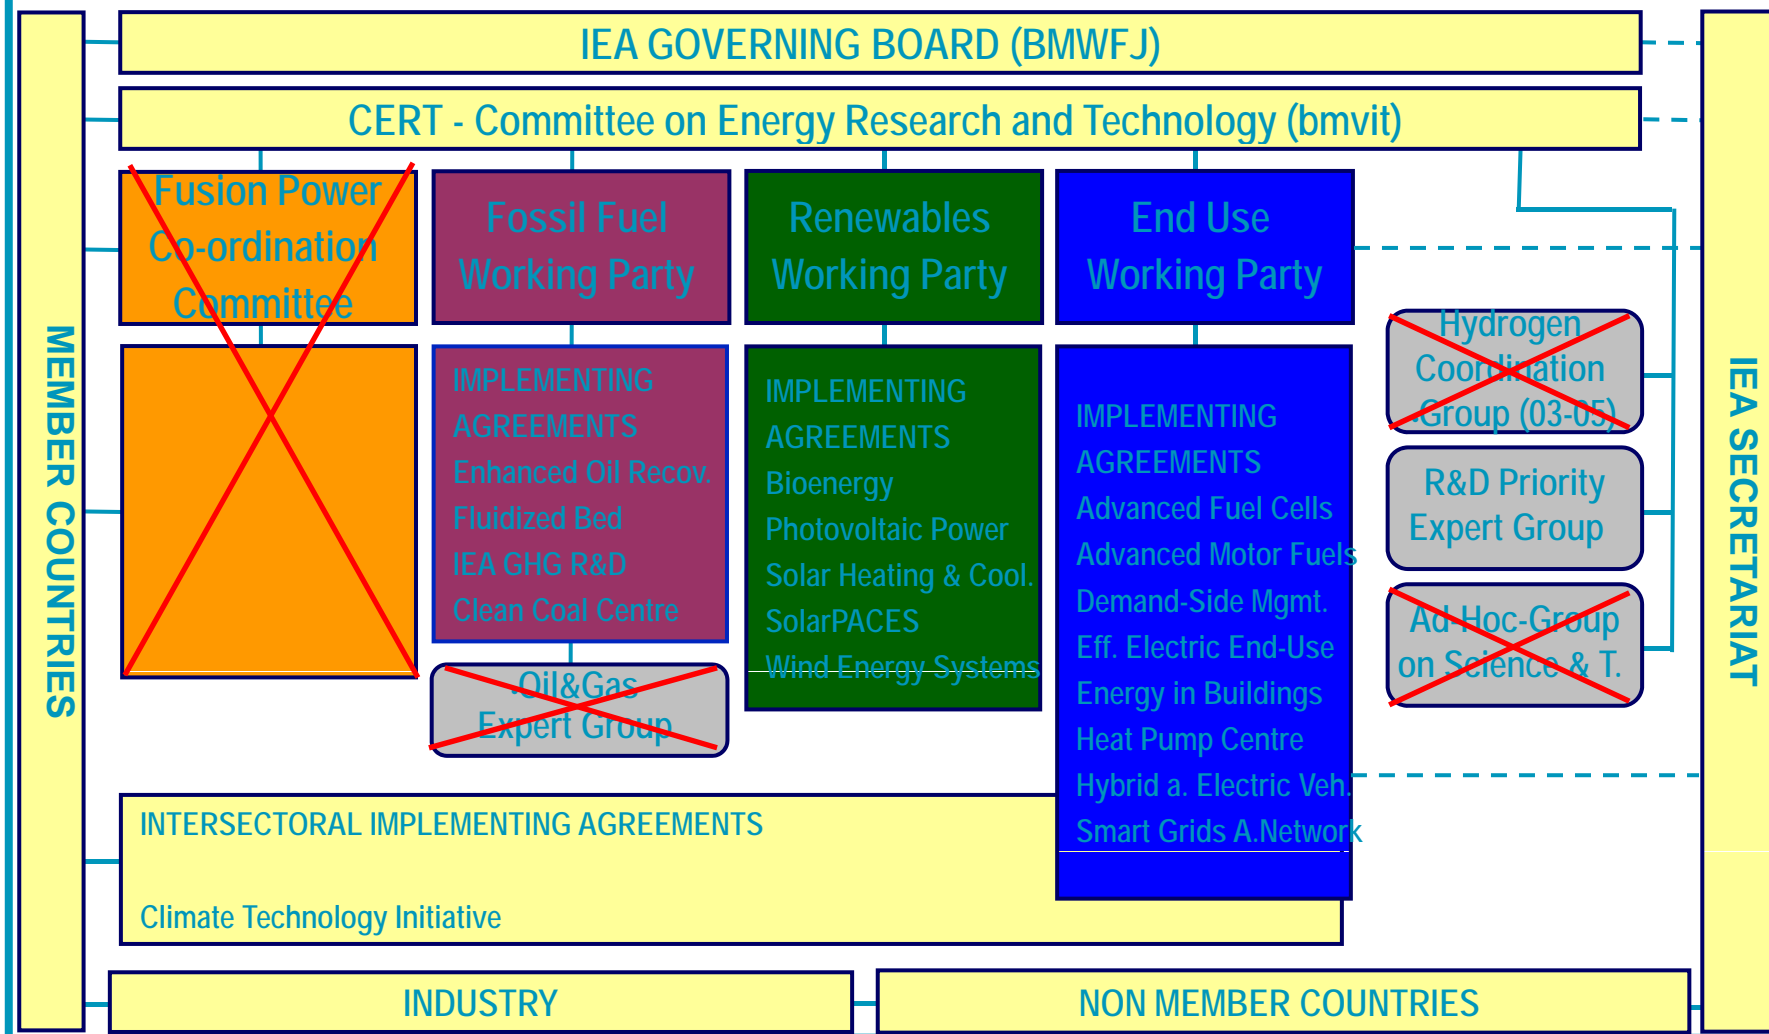 IEA GOVERNING BOARD (BMWFJ)
CERT - Committee on Energy Research and Technology (bmvit)
MEMBER COUNTRIES
Fusion Power
Co-ordination
Committee
Fossil Fuel
Working Party
Renewables
Working Party
End Use
Working Party
IMPLEMENTING
AGREEMENTS
Enhanced Oil Recov.
Fluidized Bed
IEA GHG R&D
Clean Coal Centre
·Oil&Gas
Expert Group
IMPLEMENTING
AGREEMENTS
Bioenergy
Photovoltaic Power
Solar Heating & Cool.
SolarPACES
Wind Energy Systems
IMPLEMENTING
AGREEMENTS
Advanced Fuel Cells
Advanced Motor Fuels
Demand-Side Mgmt.
Eff. Electric End-Use
Energy in Buildings
Heat Pump Centre
Hybrid a. Electric Veh.
Smart Grids A.Network
Hydrogen
Coordination
·Group (03-05)
R&D Priority
Expert Group
Ad-Hoc-Group
on Science & T.
IEA SECRETARIAT
INTERSECTORAL IMPLEMENTING AGREEMENTS
Climate Technology Initiative
INDUSTRY
NON MEMBER COUNTRIES